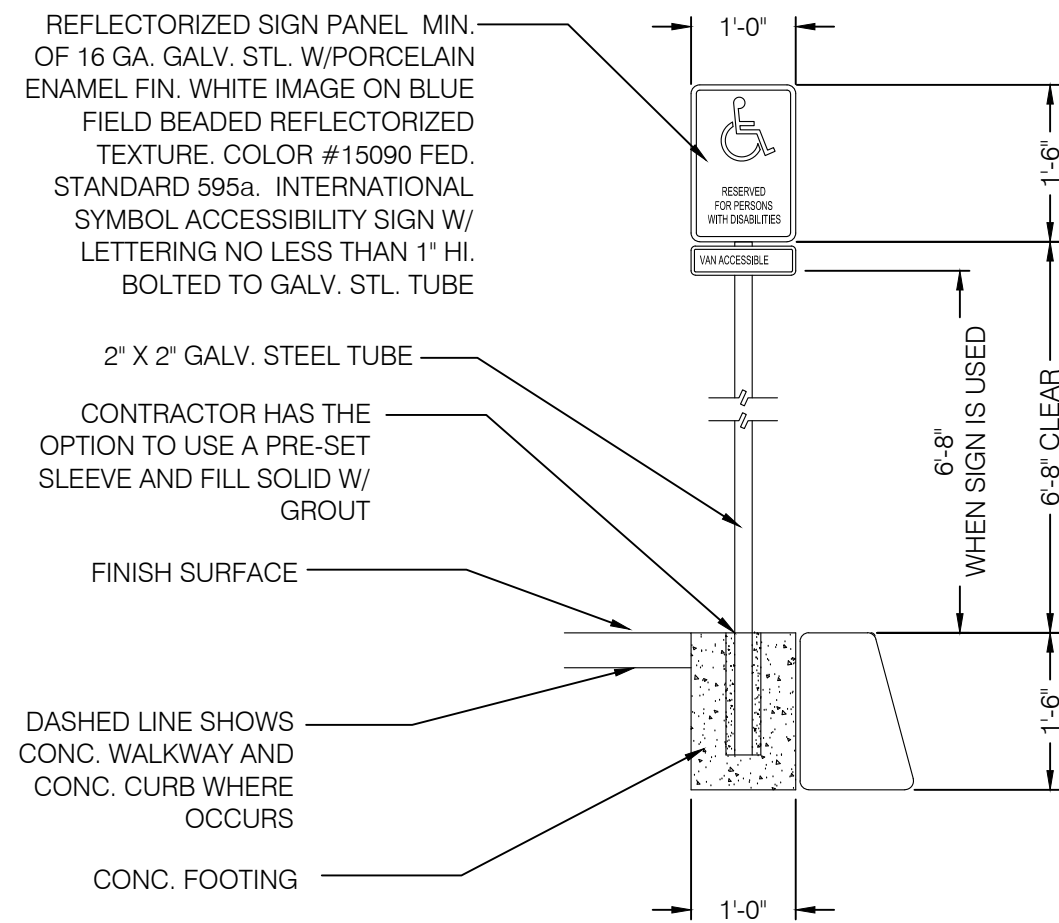 REFLECTORIZED SIGN PANEL  MIN.
OF 16 GA. GALV. STL. W/PORCELAIN
ENAMEL FIN. WHITE IMAGE ON BLUE
FIELD BEADED REFLECTORIZED
TEXTURE. COLOR #15090 FED.
STANDARD 595a.  INTERNATIONAL
SYMBOL ACCESSIBILITY SIGN W/
LETTERING NO LESS THAN 1" HI.
BOLTED TO GALV. STL. TUBE
2" X 2" GALV. STEEL TUBE
CONTRACTOR HAS THE
OPTION TO USE A PRE-SET
SLEEVE AND FILL SOLID W/
GROUT
FINISH SURFACE
DASHED LINE SHOWS
CONC. WALKWAY AND
CONC. CURB WHERE
OCCURS
CONC. FOOTING
1'-0"
RESERVED
FOR PERSONS
WITH DISABILITIES
VAN ACCESSIBLE
1'-6"
6'-8"
WHEN SIGN IS USED
6'-8" CLEAR
1'-6"
1'-0"